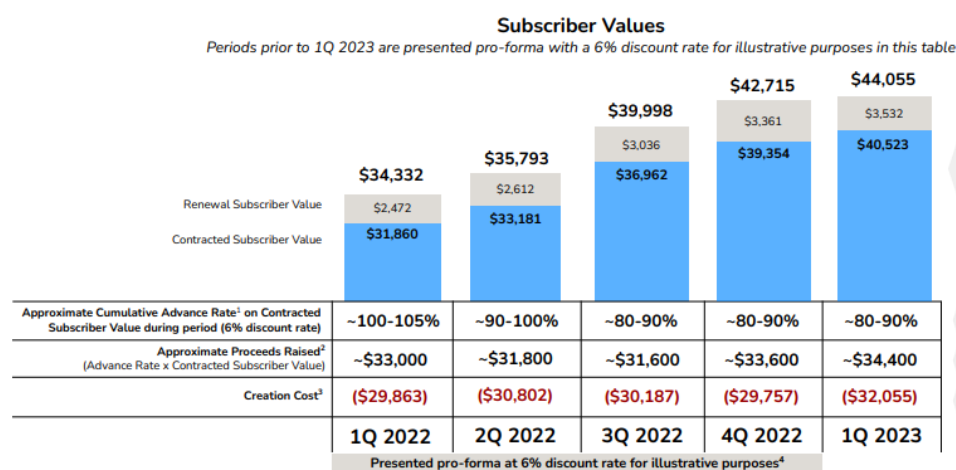 Subscriber Values
Periods prior to 1Q 2023 are presented pro-forma with a 6% discount rate for illustrative purposes in this table
$34,332 $35,793 $39,998 $42,715 $44,055
Renewal Subscriber Value $2,472 $2,612 $3,036 $3,361 $3,532
Contracted Subscriber Value $31,860 $33,181 $36,962 $39,354 $40,523
Approximate Cumulative Advance Rate¹ on Contracted
Subscriber Value during period (6% discount rate) ~100-105% ~90-100% ~80-90% ~80-90% ~80-90%
Approximate Proceeds Raised²
(Advance Rate x Contracted Subscriber Value) ~$33,000 ~$31,800 ~$31,600 ~$33,600 ~$34,400
Creation Cost³ ($29,863) ($30,802) ($30,187) ($29,757) ($32,055)
1Q 2022 2Q 2022 3Q 2022 4Q 2022 1Q 2023
Presented pro-forma at 6% discount rate for illustrative purposes⁴